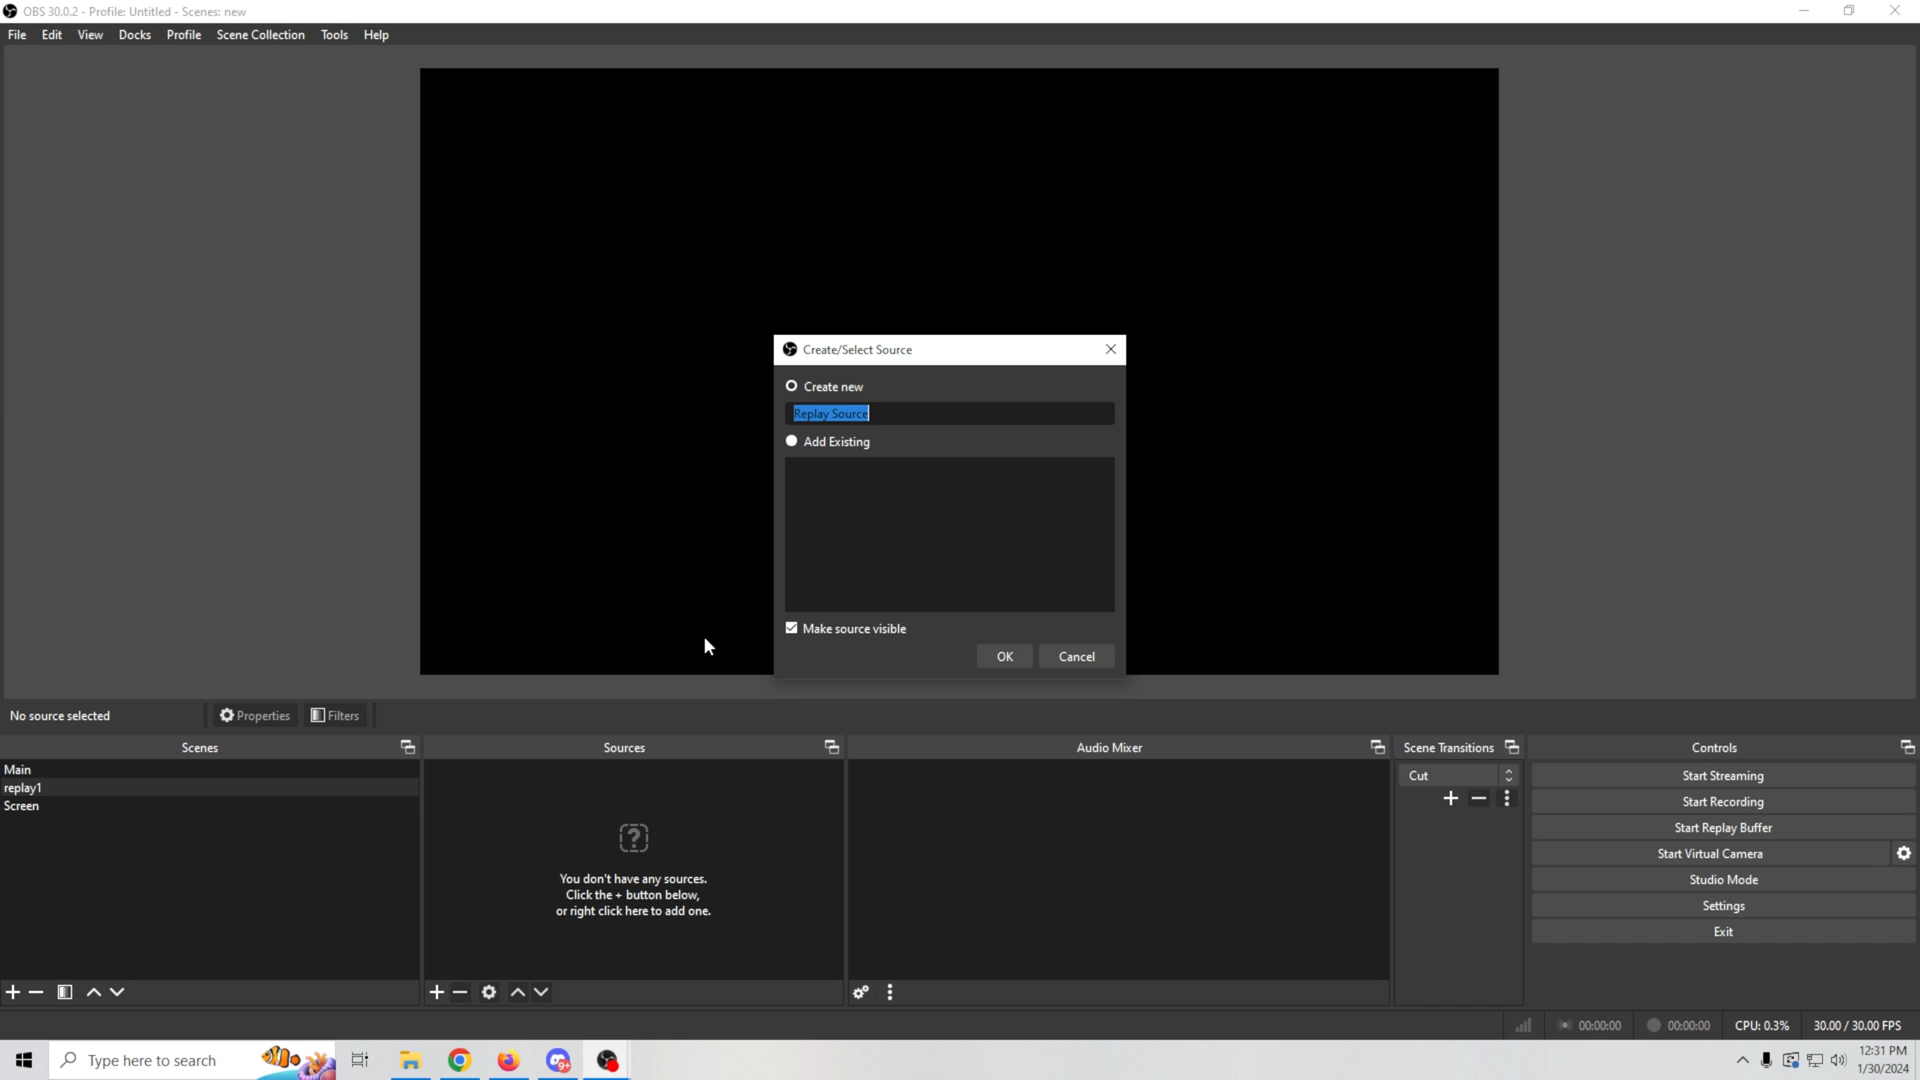 OBS 30.0.2 - Profile: Untitled - Scenes: new
File Edit View Docks Profile Scene Collection Tools Help
Create/Select Source
Create new
Replay Source
Add Existing
Make source visible
OK Cancel
No source selected Properties Filters
Scenes Sources Audio Mixer Scene Transitions Controls
Main
replay1
Screen
You don't have any sources.
Click the + button below,
or right click here to add one.
Cut
Start Streaming
Start Recording
Start Replay Buffer
Start Virtual Camera
Studio Mode
Settings
Exit
00:00:00 00:00:00 CPU: 0.3% 30.00 / 30.00 FPS
Type here to search
9+
12:31 PM
1/30/2024